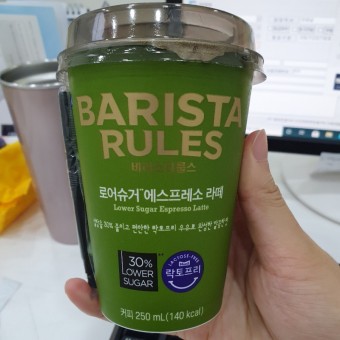 BARISTA
RULES
바리스타룰스
로어슈거 에스프레소 라떼
Lower Sugar Espresso Latte
30%
LOWER
SUGAR
LACTOSE-FREE
락토프리
커피 250 mL(140 kcal)